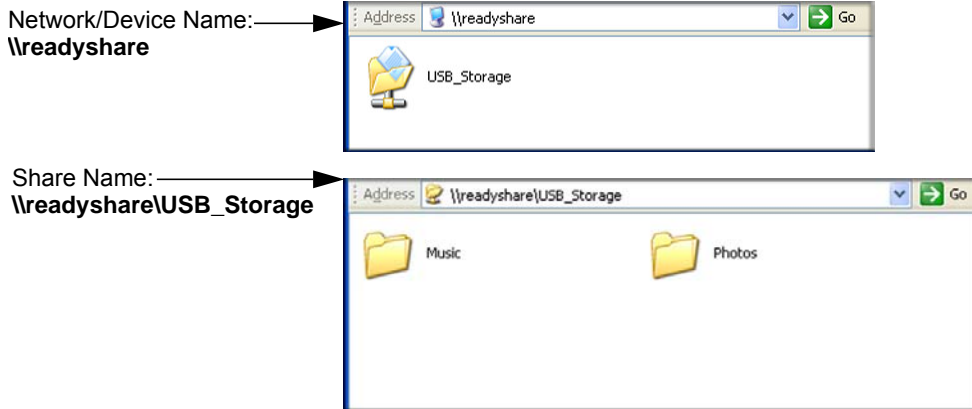 Network/Device Name:
\\readyshare
Address \\readyshare Go
USB_Storage
Share Name:
\\readyshare\USB_Storage
Address \\readyshare\USB_Storage Go
Music Photos